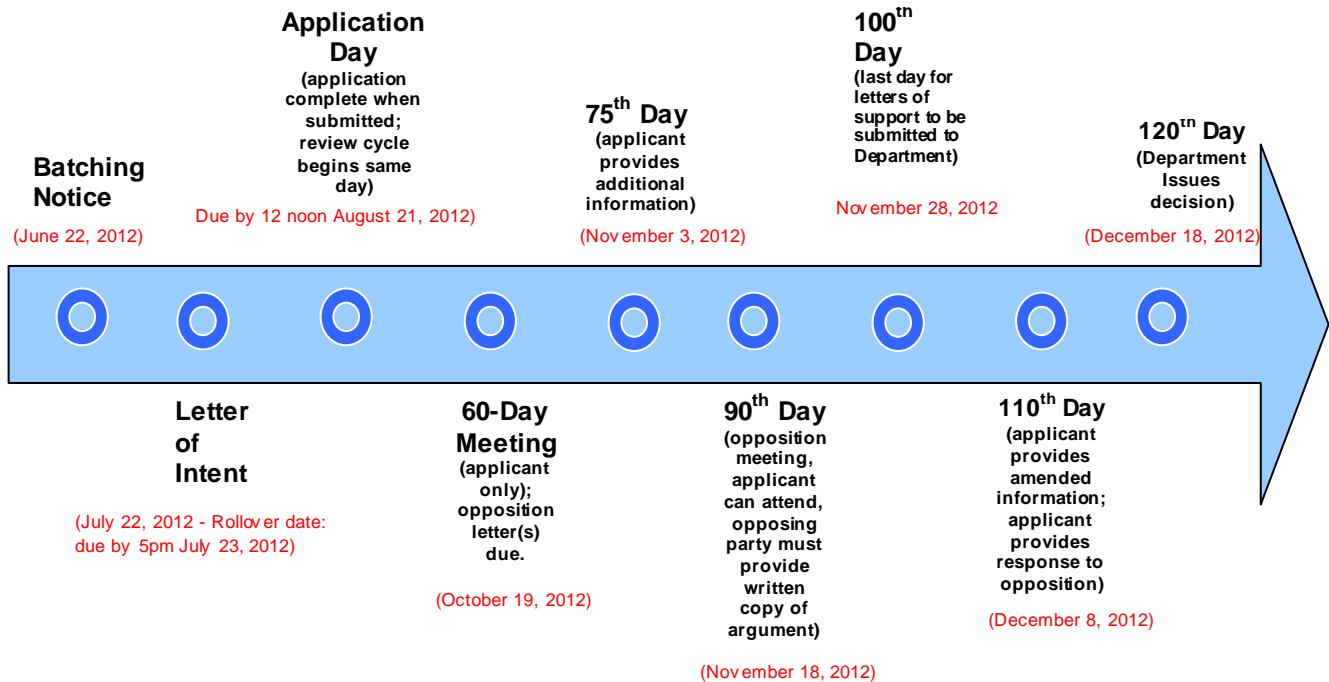 Batching
Notice
(June 22, 2012)
Letter
of
Intent
(July 22, 2012 - Rollover date:
due by 5pm July 23, 2012)
Application
Day
(application
complete when
submitted;
review cycle
begins same
day)
Due by 12 noon August 21, 2012)
60-Day
Meeting
(applicant
only);
opposition
letter(s)
due.
(October 19, 2012)
75th Day
(applicant
provides
additional
information)
(November 3, 2012)
90th Day
(opposition
meeting,
applicant
can attend,
opposing
party must
provide
written
copy of
argument)
(November 18, 2012)
100th
Day
(last day for
letters of
support to be
submitted to
Department)
November 28, 2012
110th Day
(applicant
provides
amended
information;
applicant
provides
response to
opposition)
(December 8, 2012)
120th Day
(Department
Issues
decision)
(December 18, 2012)